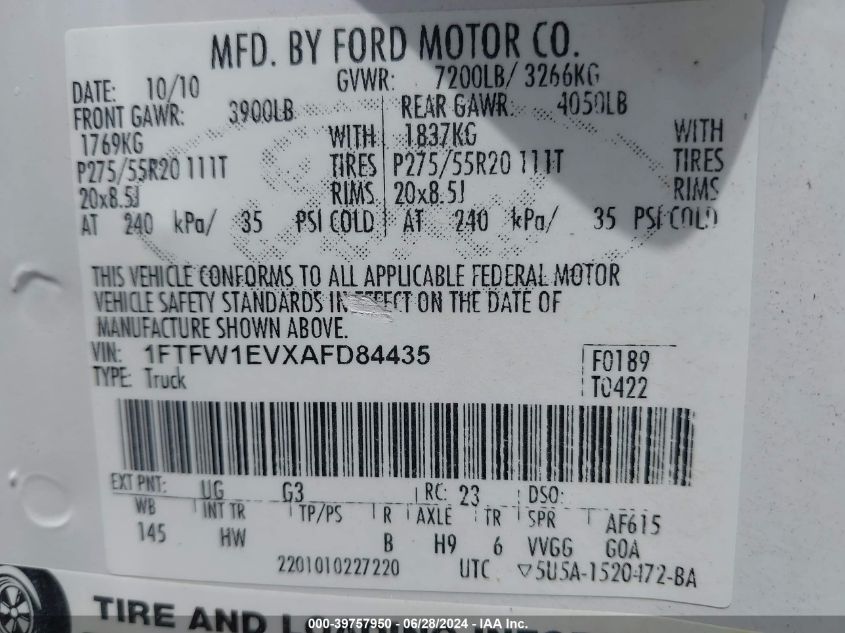 MFD. BY FORD MOTOR CO.
DATE: 10/10 GVWR: 7200LB/ 3266KG
FRONT GAWR: 3900LB REAR GAWR: 4050LB
1769KG WITH 1837KG WITH
P275/55R20 111T TIRES P275/55R20 111T TIRES
20x8.5J RIMS 20x8.5J RIMS
AT 240 kPa/ 35 PSI COLD AT 240 kPa/ 35 PSI COLD
THIS VEHICLE CONFORMS TO ALL APPLICABLE FEDERAL MOTOR
VEHICLE SAFETY STANDARDS IN EFFECT ON THE DATE OF
MANUFACTURE SHOWN ABOVE.
VIN: 1FTFW1EVXAFD84435 F0189
TYPE: Truck T0422
EXT PNT: UG G3 RC: 23 DSO:
WB INT TR TP/PS R AXLE TR SPR AF615
145 HW B H9 6 VVGG GOA
2201010227220 UTC ▽5U5A-1520472-BA
TIRE AND LOADING
000-39757950 - 06/28/2024 - IAA Inc.